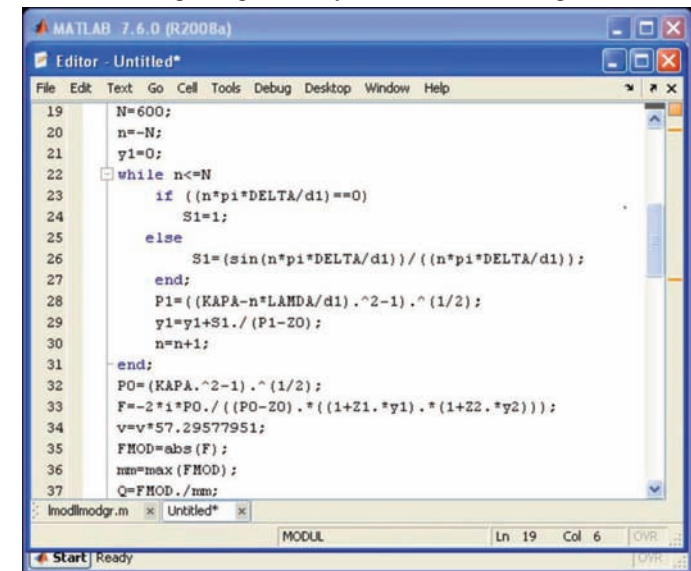 MATLAB 7.6.0 (R2008a)
Editor - Untitled*
File Edit Text Go Cell Tools Debug Desktop Window Help
19 N=600;
20 n=-N;
21 y1=0;
22 while n<=N
23 if ((n*pi*DELTA/d1)==0)
24 S1=1;
25 else
26 S1=(sin(n*pi*DELTA/d1))/((n*pi*DELTA/d1));
27 end;
28 P1=((KAPA-n*LAMDA/d1).^2-1).^(1/2);
29 y1=y1+S1./(P1-Z0);
30 n=n+1;
31 end;
32 P0=(KAPA.^2-1).^(1/2);
33 F=-2*i*P0./((P0-Z0).*((1+Z1.*y1).*(1+Z2.*y2)));
34 v=v*57.29577951;
35 FMOD=abs(F);
36 mm=max(FMOD);
37 Q=FMOD./mm;
lmodllmodgr.m Untitled*
MODUL Ln 19 Col 6 OVR
Start Ready OVR